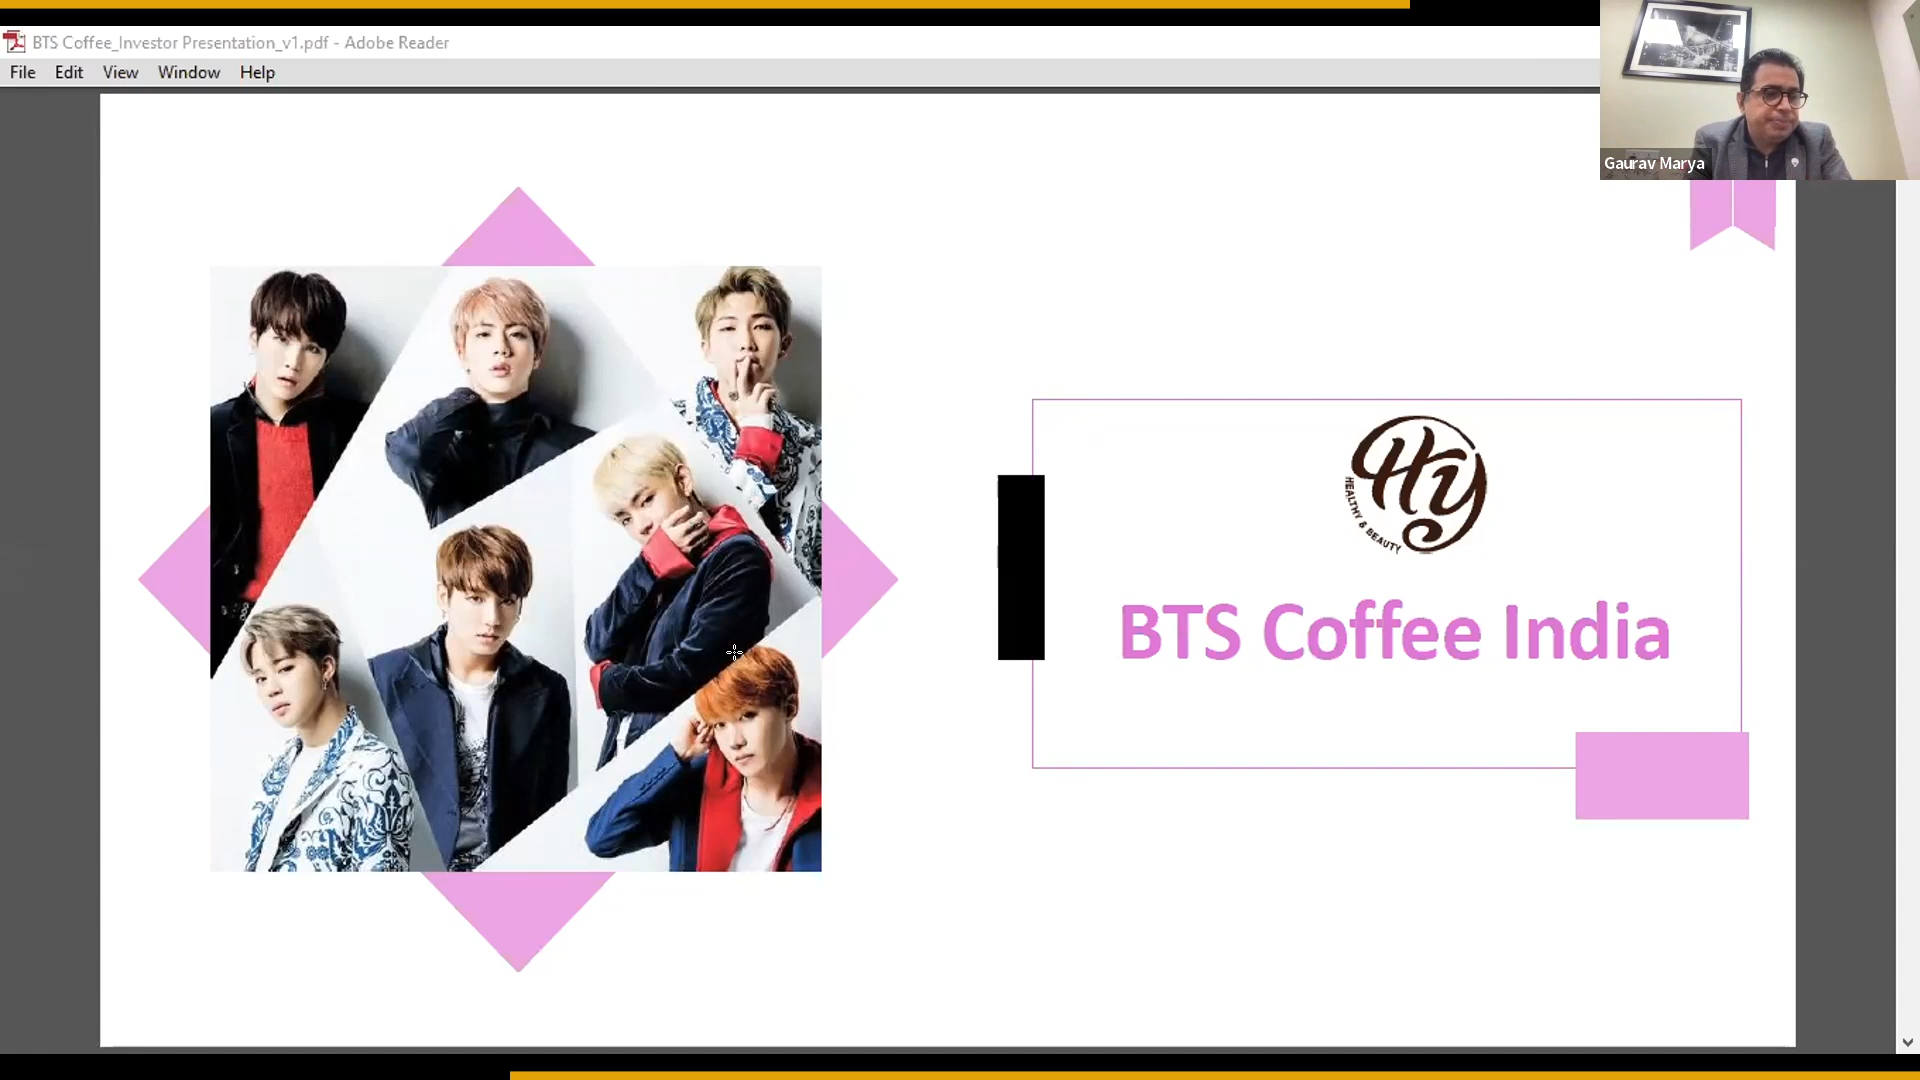 BTS Coffee_Investor Presentation_v1.pdf - Adobe Reader
File Edit View Window Help
Gaurav Marya
Hy
HEALTHY & BEAUTY
BTS Coffee India